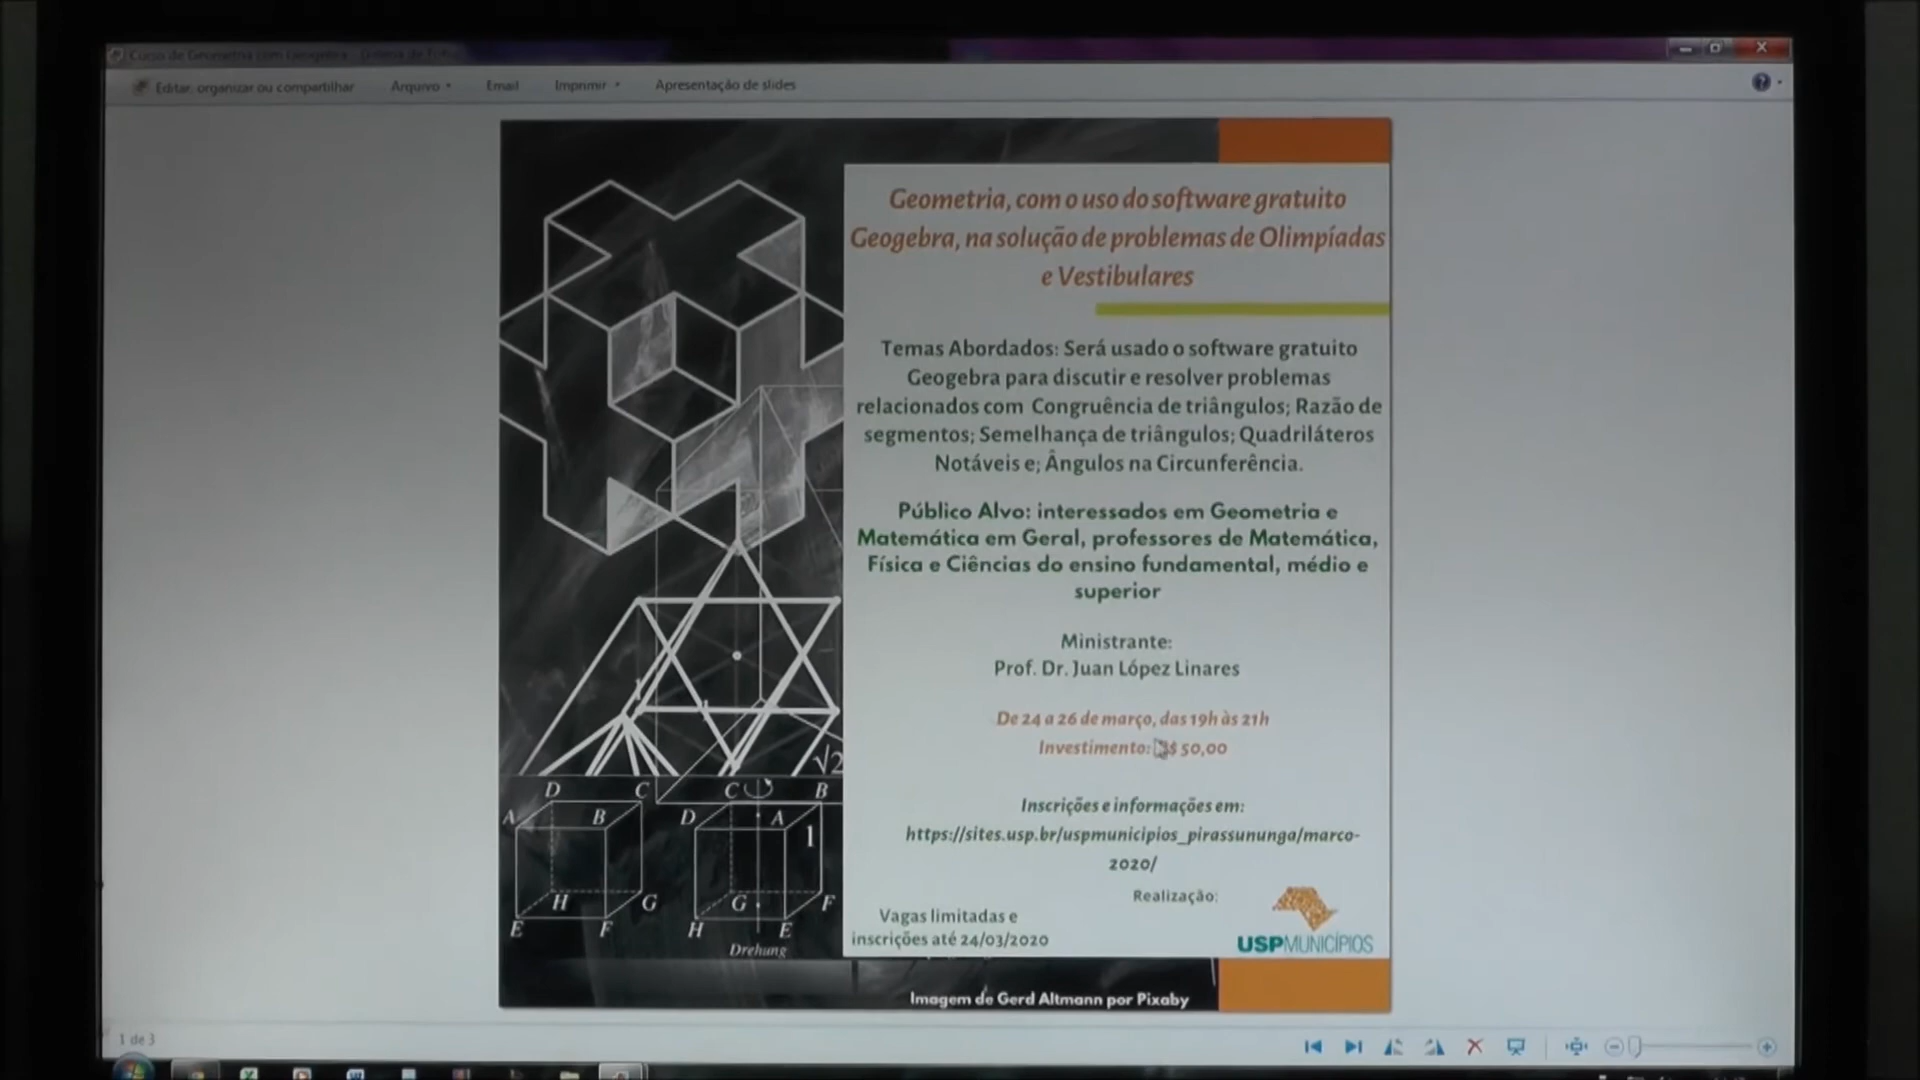 Curso de Geometria com Geogebra
Editar, organizar ou compartilhar
Arquivo
Email
Imprimir
Apresentação de slides
Geometria, com o uso do software gratuito
Geogebra, na solução de problemas de Olimpíadas
e Vestibulares
Temas Abordados: Será usado o software gratuito
Geogebra para discutir e resolver problemas
relacionados com Congruência de triângulos; Razão de
segmentos; Semelhança de triângulos; Quadriláteros
Notáveis e; Ângulos na Circunferência.
Público Alvo: interessados em Geometria e
Matemática em Geral, professores de Matemática,
Física e Ciências do ensino fundamental, médio e
superior
Ministrante:
Prof. Dr. Juan López Linares
De 24 a 26 de março, das 19h às 21h
Investimento: R$ 50,00
Inscrições e informações em:
https://sites.usp.br/uspmunicipios_pirassununga/marco-
2020/
Realização:
USPMUNICÍPIOS
Vagas limitadas e
inscrições até 24/03/2020
√2
D C C B
A B D A
1
H G G F
E F H E
Drehung
Imagem de Gerd Altmann por Pixaby
1 de 3